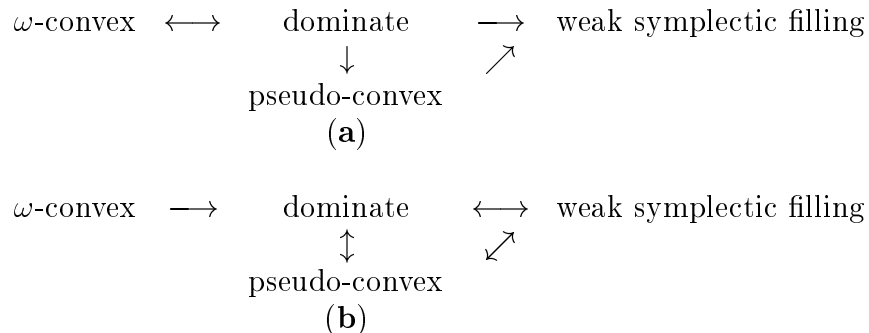 ω-convex ⟷ dominate ⟶ weak symplectic filling
↓ ↗
pseudo-convex
(a)
ω-convex ⟶ dominate ⟷ weak symplectic filling
↕ ⤢
pseudo-convex
(b)